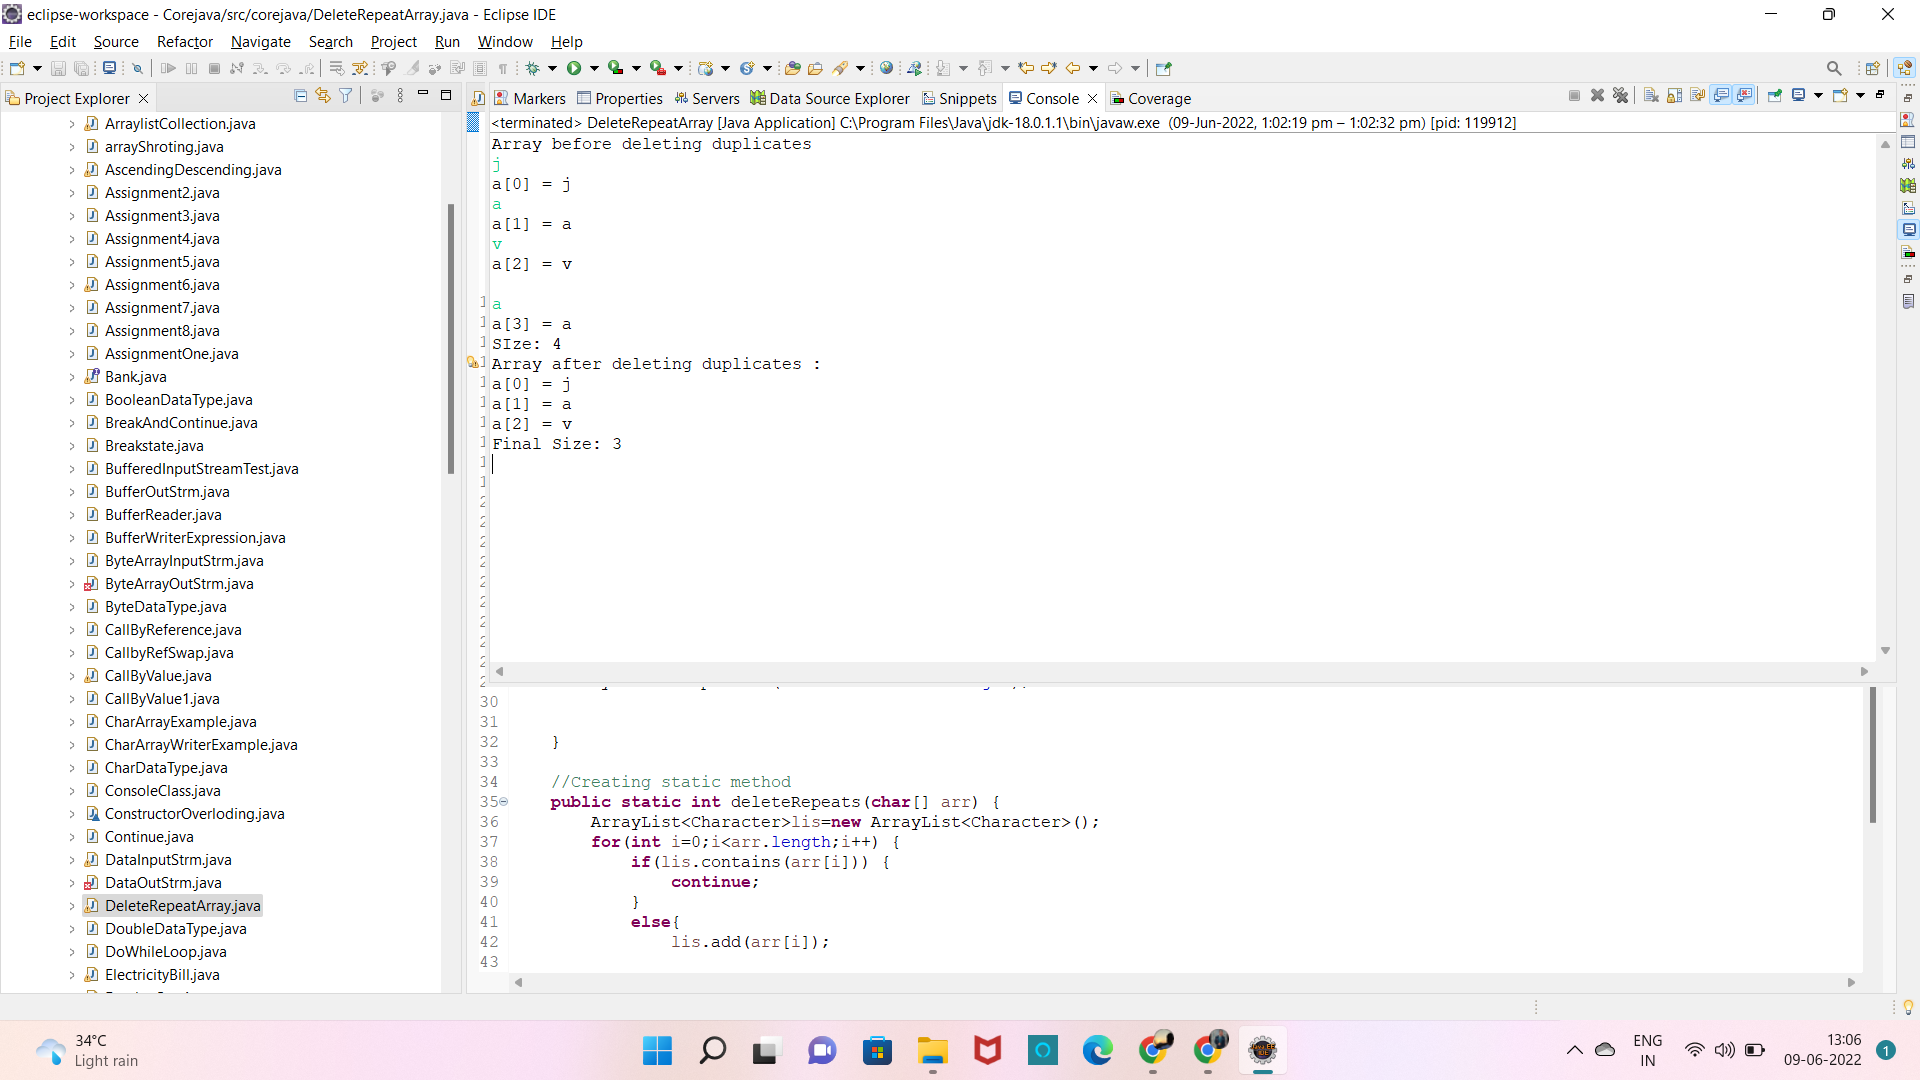 eclipse-workspace - Corejava/src/corejava/DeleteRepeatArray.java - Eclipse IDE
File Edit Source Refactor Navigate Search Project Run Window Help
Project Explorer
ArraylistCollection.java
arrayShroting.java
AscendingDescending.java
Assignment2.java
Assignment3.java
Assignment4.java
Assignment5.java
Assignment6.java
Assignment7.java
Assignment8.java
AssignmentOne.java
Bank.java
BooleanDataType.java
BreakAndContinue.java
Breakstate.java
BufferedInputStreamTest.java
BufferOutStrm.java
BufferReader.java
BufferWriterExpression.java
ByteArrayInputStrm.java
ByteArrayOutStrm.java
ByteDataType.java
CallByReference.java
CallbyRefSwap.java
CallByValue.java
CallByValue1.java
CharArrayExample.java
CharArrayWriterExample.java
CharDataType.java
ConsoleClass.java
ConstructorOverloding.java
Continue.java
DataInputStrm.java
DataOutStrm.java
DeleteRepeatArray.java
DoubleDataType.java
DoWhileLoop.java
ElectricityBill.java
Markers Properties Servers Data Source Explorer Snippets Console Coverage
<terminated> DeleteRepeatArray [Java Application] C:\Program Files\Java\jdk-18.0.1.1\bin\javaw.exe (09-Jun-2022, 1:02:19 pm – 1:02:32 pm) [pid: 119912]
Array before deleting duplicates
j
a[0] = j
a
a[1] = a
v
a[2] = v
a
a[3] = a
SIze: 4
Array after deleting duplicates :
a[0] = j
a[1] = a
a[2] = v
Final Size: 3
30
31
32 }
33
34 //Creating static method
35 public static int deleteRepeats(char[] arr) {
36 ArrayList<Character>lis=new ArrayList<Character>();
37 for(int i=0;i<arr.length;i++) {
38 if(lis.contains(arr[i])) {
39 continue;
40 }
41 else{
42 lis.add(arr[i]);
43
34°C
Light rain
ENG
IN
13:06
09-06-2022
1